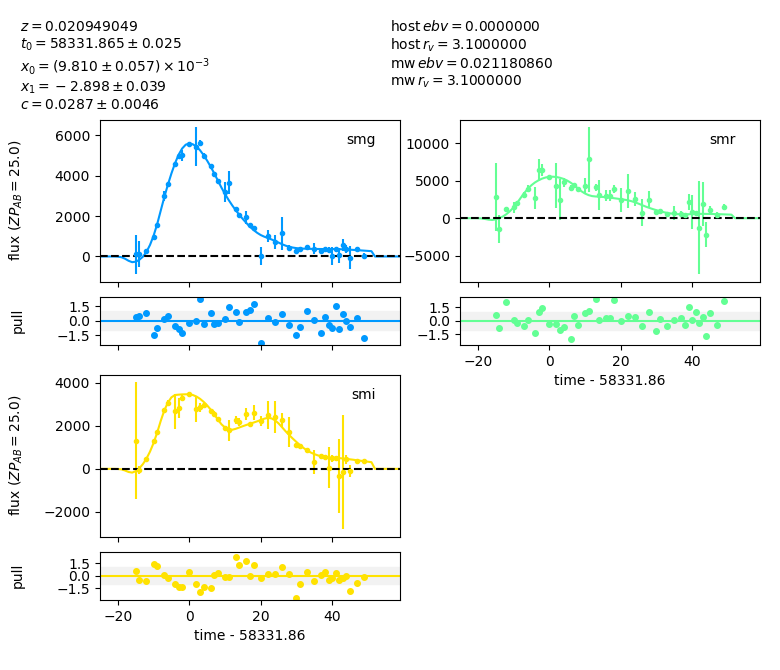 z = 0.020949049
t₀ = 58331.865 ± 0.025
x₀ = (9.810 ± 0.057) × 10⁻³
x₁ = −2.898 ± 0.039
c = 0.0287 ± 0.0046
host ebv = 0.0000000
host r_v = 3.1000000
mw ebv = 0.021180860
mw r_v = 3.1000000
smg
flux (ZP_AB = 25.0)
6000
4000
2000
0
pull
1.5
0.0
−1.5
smr
10000
5000
0
−5000
1.5
0.0
−1.5
−20 0 20 40
time - 58331.86
smi
flux (ZP_AB = 25.0)
4000
2000
0
−2000
pull
1.5
0.0
−1.5
−20 0 20 40
time - 58331.86